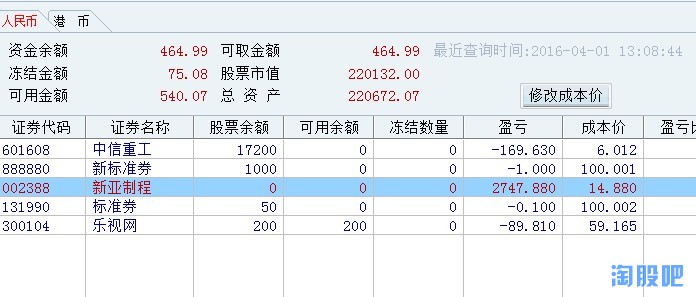 人民币 港 币
资金余额 464.99 可取金额 464.99 最近查询时间:2016-04-01 13:08:44
冻结金额 75.08 股票市值 220132.00
可用金额 540.07 总 资 产 220672.07 修改成本价
证券代码 证券名称 股票余额 可用余额 冻结数量 盈亏 成本价 盈亏比
601608 中信重工 17200 0 0 -169.630 6.012
888880 新标准券 1000 0 0 -1.000 100.001
002388 新亚制程 0 0 0 2747.880 14.880
131990 标准券 50 0 0 -0.100 100.002
300104 乐视网 200 200 0 -89.810 59.165
淘股吧